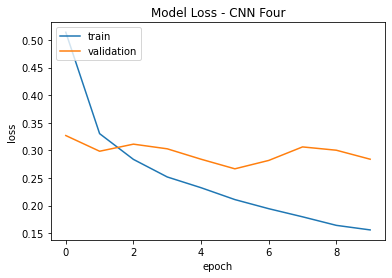 Model Loss - CNN Four
train
validation
loss
0.50
0.45
0.40
0.35
0.30
0.25
0.20
0.15
0 2 4 6 8
epoch